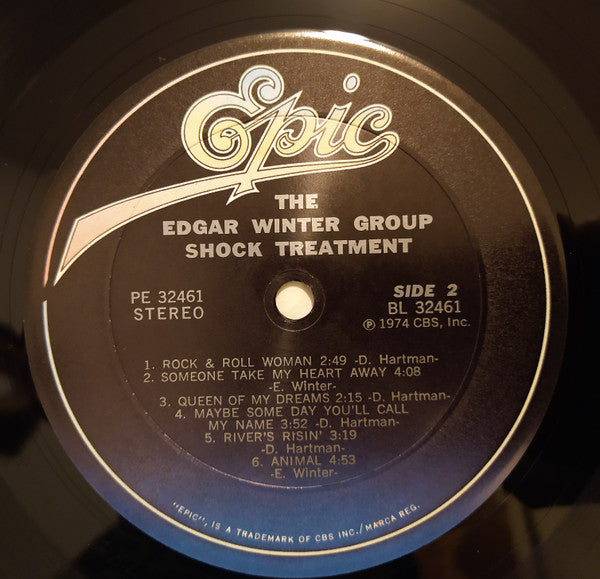 Epic
THE
EDGAR WINTER GROUP
SHOCK TREATMENT
PE 32461
STEREO
SIDE 2
BL 32461
Ⓟ 1974 CBS, Inc.
1. ROCK & ROLL WOMAN 2:49 -D. Hartman-
2. SOMEONE TAKE MY HEART AWAY 4:08
-E. Winter-
3. QUEEN OF MY DREAMS 2:15 -D. Hartman-
4. MAYBE SOME DAY YOU'LL CALL
MY NAME 3:52 -D. Hartman-
5. RIVER'S RISIN' 3:19
-D. Hartman-
6. ANIMAL 4:53
-E. Winter-
"EPIC", IS A TRADEMARK OF CBS INC./MARCA REG.